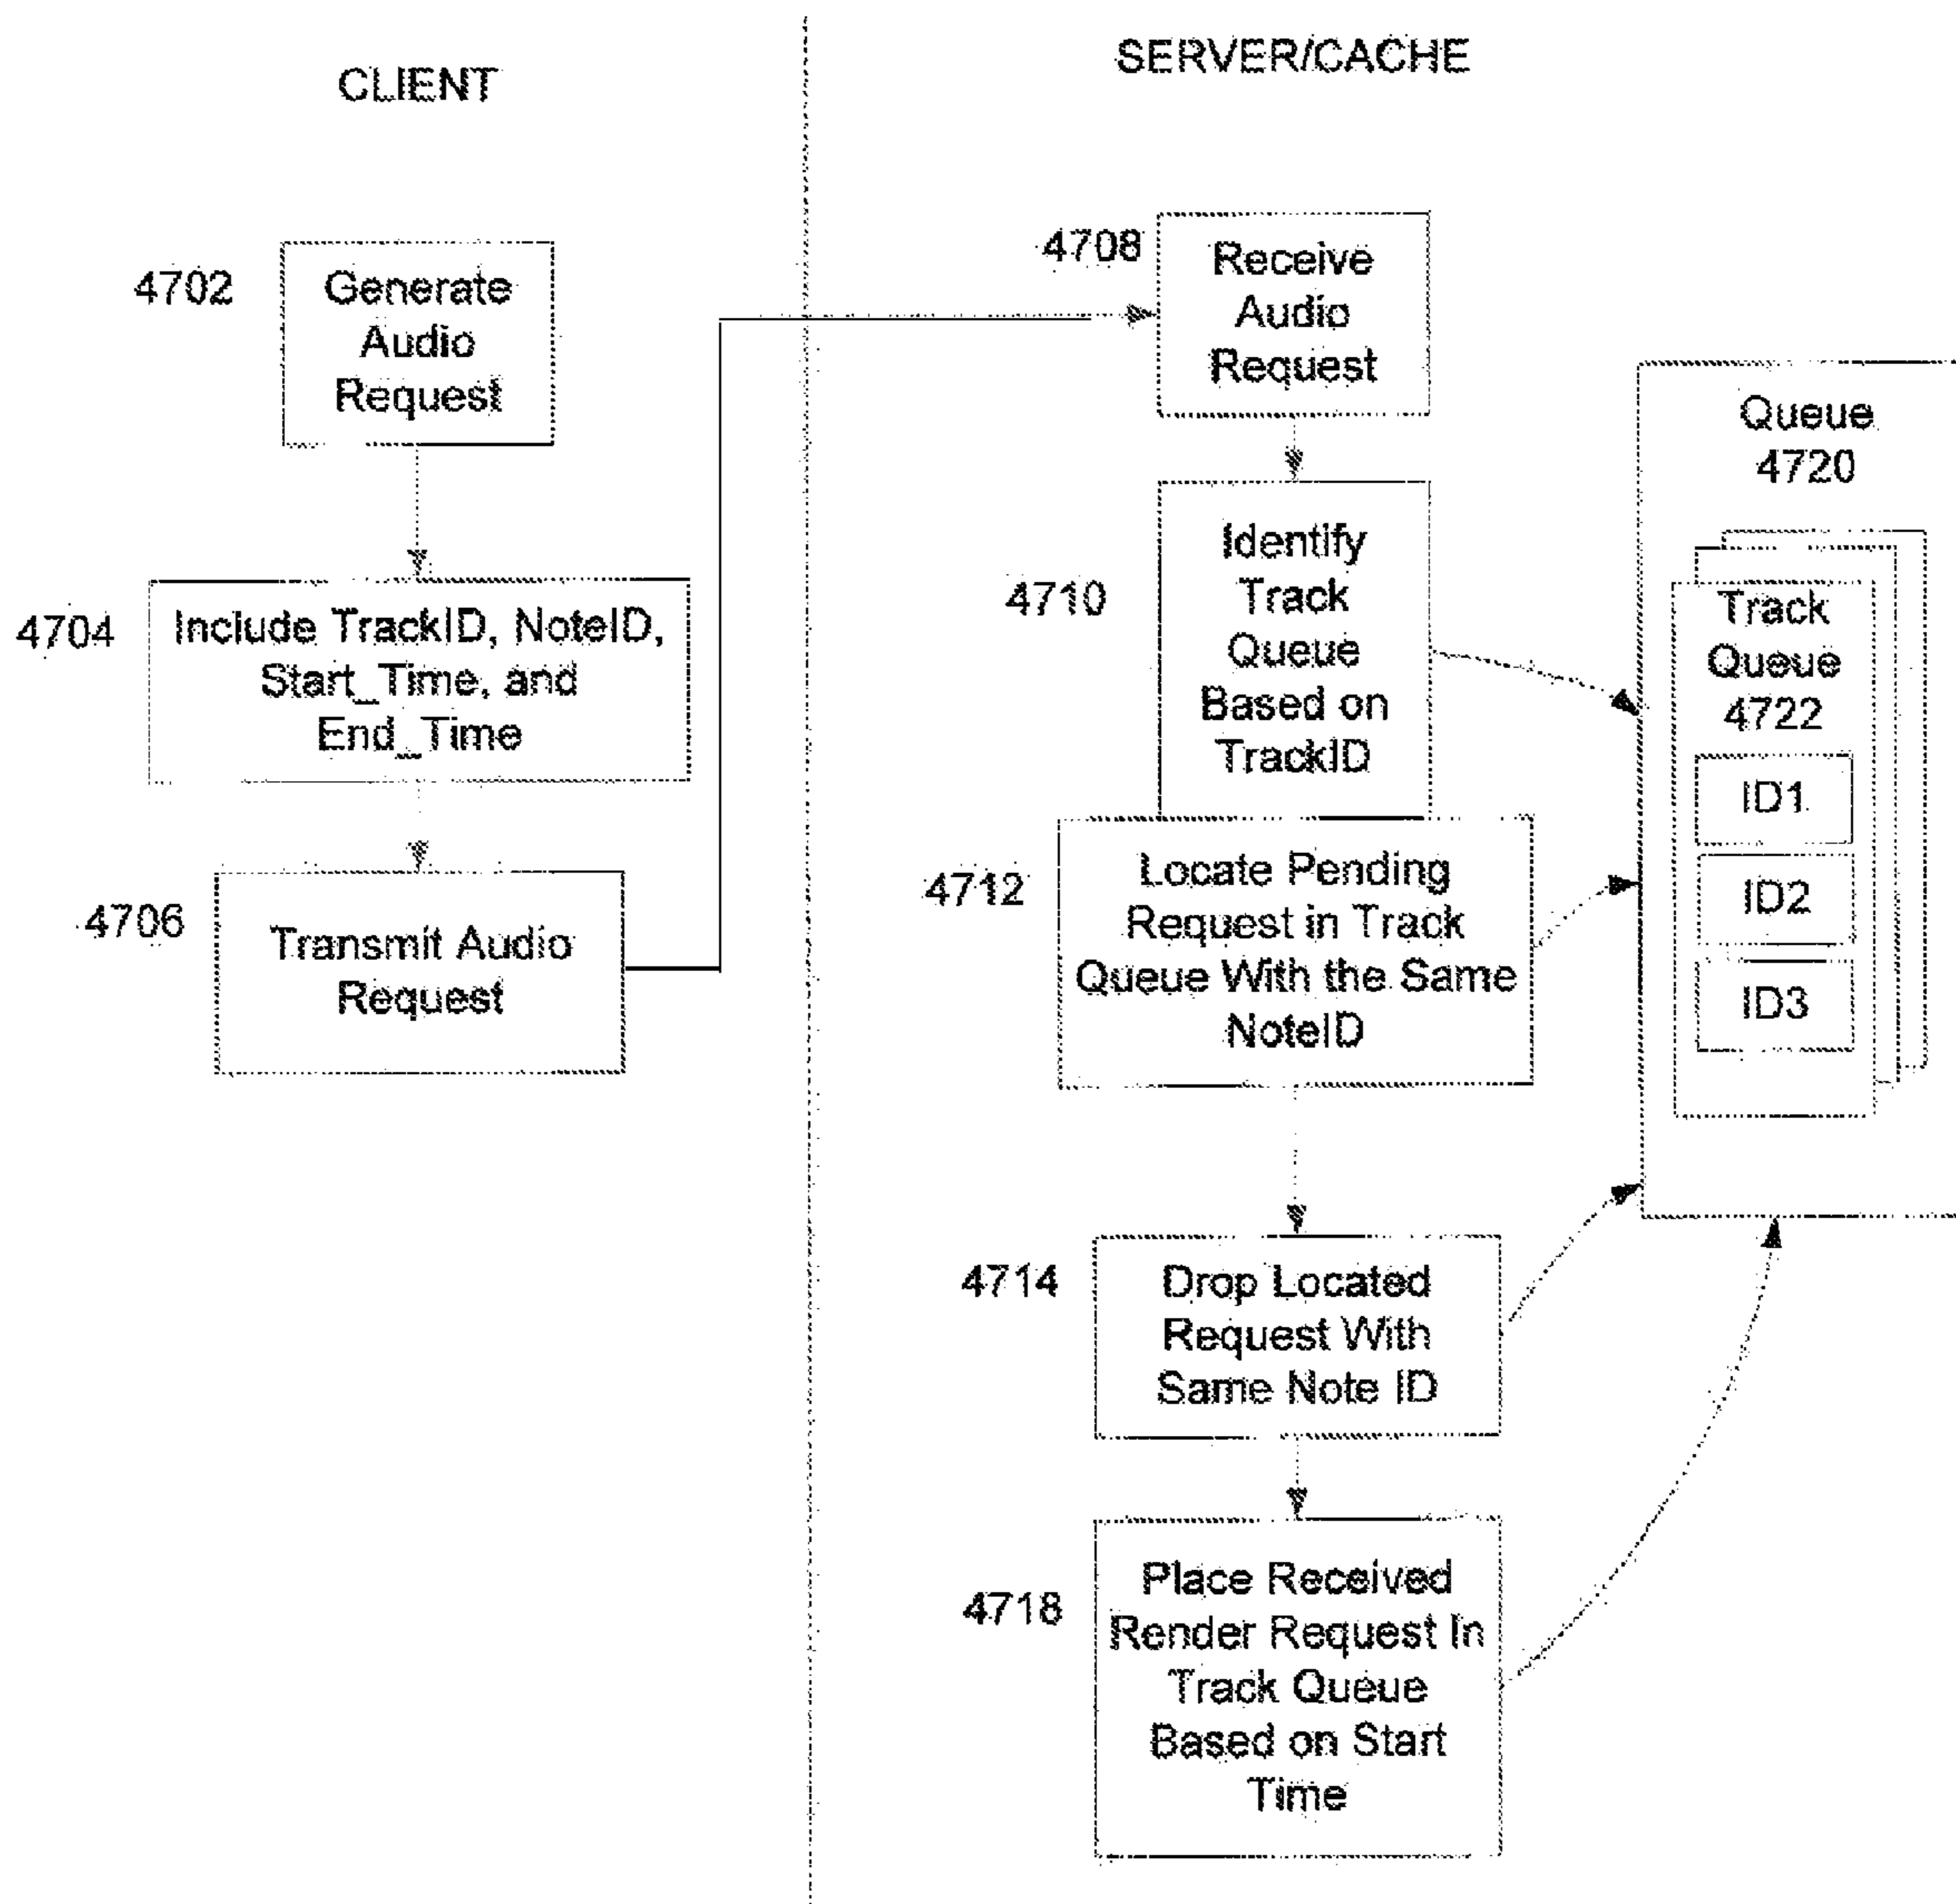 CLIENT
SERVER/CACHE
4702
Generate
Audio
Request
4704
Include TrackID, NoteID,
Start_Time, and
End_Time
4706
Transmit Audio
Request
4708
Receive
Audio
Request
4710
Identify
Track
Queue
Based on
TrackID
4712
Locate Pending
Request in Track
Queue With the Same
NoteID
4714
Drop Located
Request With
Same Note ID
4718
Place Received
Render Request In
Track Queue
Based on Start
Time
Queue
4720
Track
Queue
4722
ID1
ID2
ID3